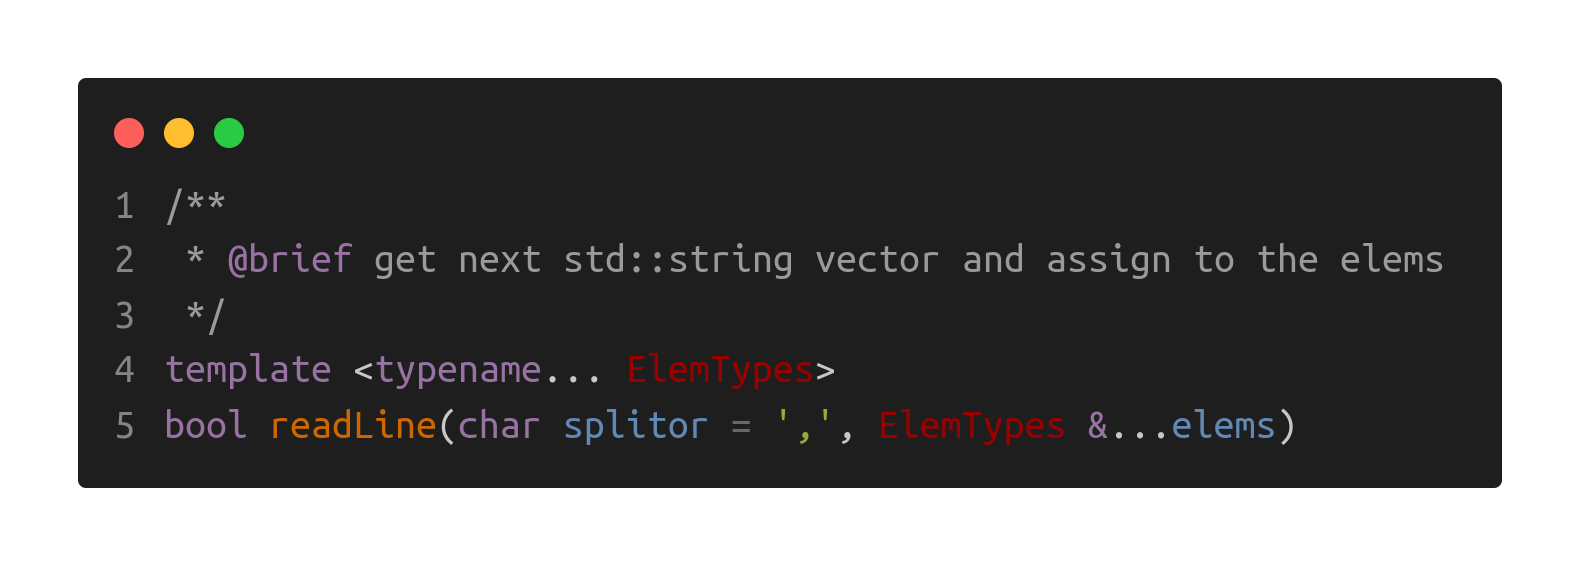 1 /**
2  * @brief get next std::string vector and assign to the elems
3  */
4 template <typename... ElemTypes>
5 bool readLine(char splitor = ',', ElemTypes &...elems)